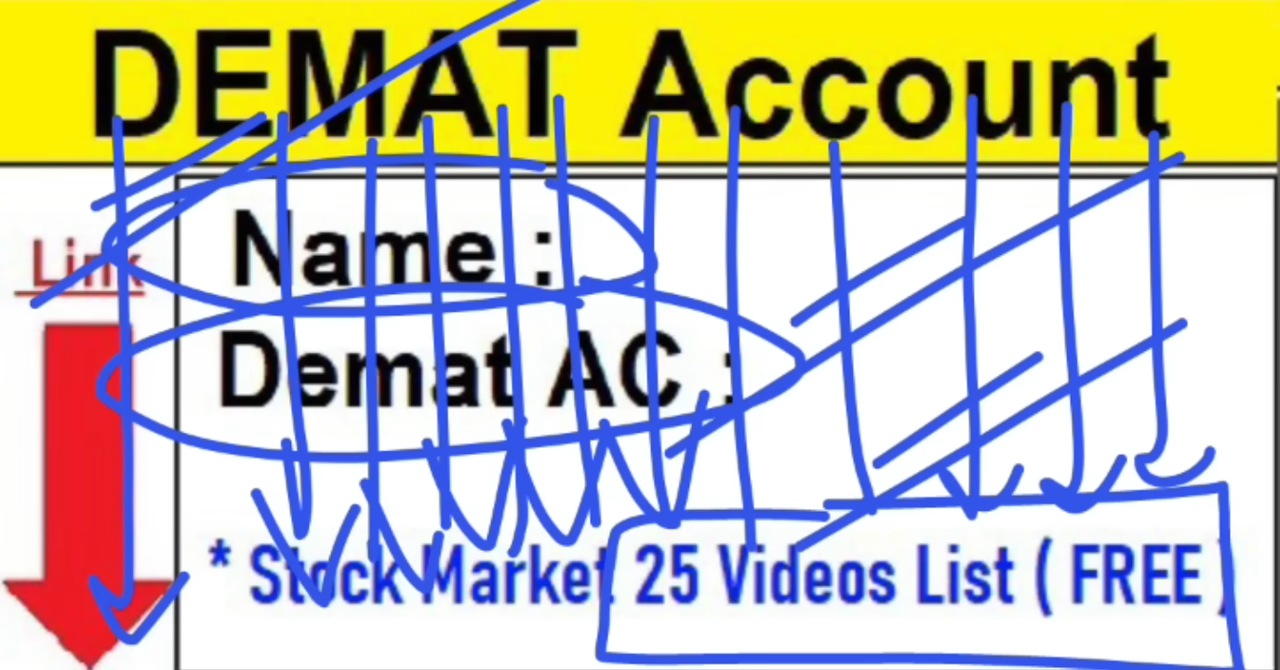 DEMAT Account
Link
Name :
Demat AC :
* Stock Market 25 Videos List ( FREE )